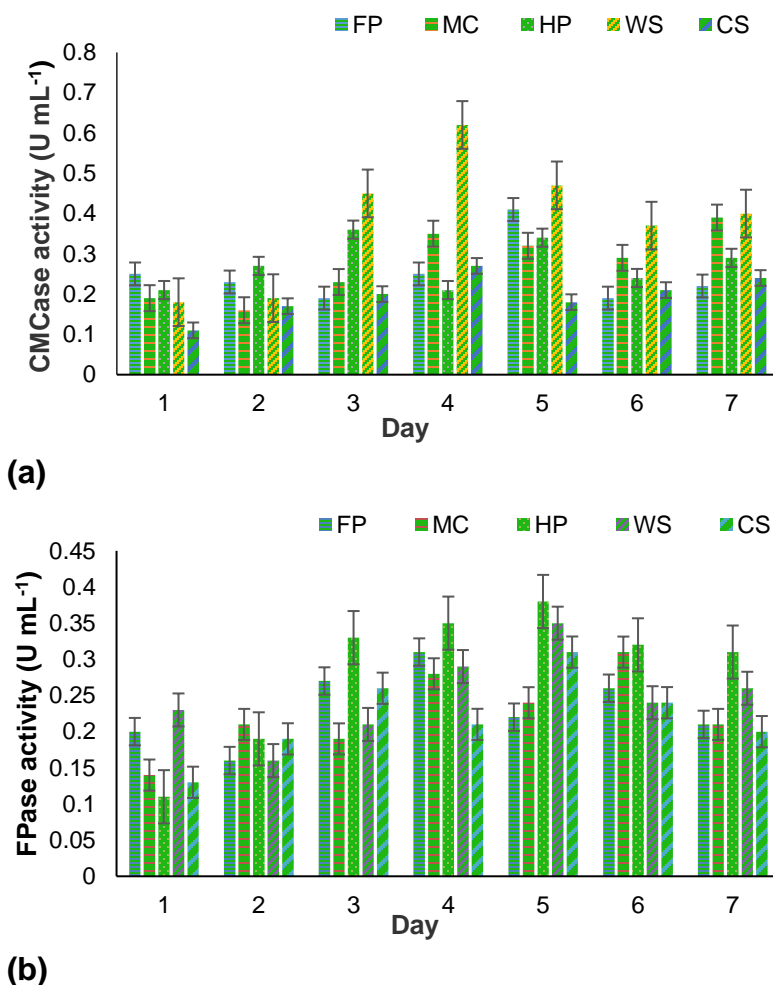 FP MC HP WS CS
CMCase activity (U mL⁻¹)
0.8
0.7
0.6
0.5
0.4
0.3
0.2
0.1
0
1 2 3 4 5 6 7
Day
(a)
FP MC HP WS CS
FPase activity (U mL⁻¹)
0.45
0.4
0.35
0.3
0.25
0.2
0.15
0.1
0.05
0
1 2 3 4 5 6 7
Day
(b)